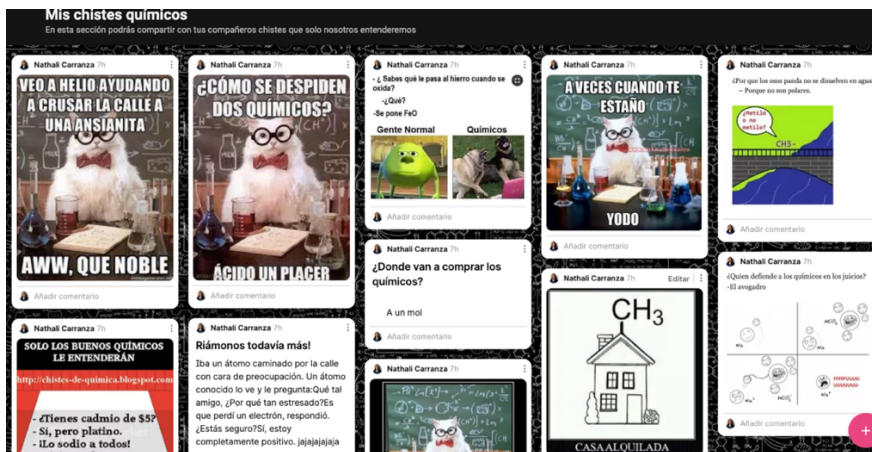 Mis chistes químicos
En esta sección podrás compartir con tus compañeros chistes que solo nosotros entenderemos
Nathali Carranza 7h
VEO A HELIO AYUDANDO
A CRUSAR LA CALLE A
UNA ANSIANITA
AWW, QUE NOBLE
Añadir comentario
Nathali Carranza 7h
SOLO LOS BUENOS QUÍMICOS
LE ENTENDERÁN
http://chistes-de-quimica.blogspot.com
- ¿Tienes cadmio de $5?
- Sí, pero platino.
- ¡Lo sodio a todos!
Nathali Carranza 7h
¿CÓMO SE DESPIDEN
DOS QUÍMICOS?
ÁCIDO UN PLACER
Añadir comentario
Nathali Carranza 7h
Riámonos todavía más!
Iba un átomo caminado por la calle
con cara de preocupación. Un átomo
conocido lo ve y le pregunta:Qué tal
amigo, ¿Por qué tan estresado?Es
que perdí un electrón, respondió.
¿Estás seguro?Sí, estoy
completamente positivo. jajajajajaja
Nathali Carranza 7h
- ¿ Sabes qué le pasa al hierro cuando se
oxida?
-¿Qué?
-Se pone FeO
Gente Normal Quimicos
Añadir comentario
Nathali Carranza 7h
¿Donde van a comprar los
químicos?
A un mol
Añadir comentario
Nathali Carranza 7h
Nathali Carranza 7h
A VECES CUANDO TE
ESTAÑO
YODO
Añadir comentario
Nathali Carranza 7h Editar
CH3
CASA ALQUILADA
Nathali Carranza 7h
¿Por que los osos panda no se disuelven en agua
– Porque no son polares.
¿Metilo
o no
metilo?
CH3-
Añadir comentario
Nathali Carranza 7h
¿Quien defiende a los químicos en los juicios?
-El avogadro
HCO3
Na
HCO3
Na
Añadir comentario